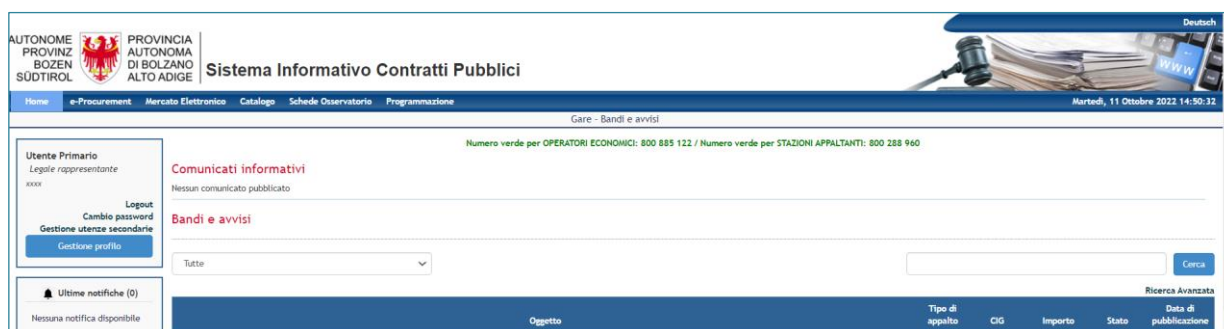 Deutsch
AUTONOME
PROVINZ
BOZEN
SÜDTIROL
PROVINCIA
AUTONOMA
DI BOLZANO
ALTO ADIGE
Sistema Informativo Contratti Pubblici
WWW
Home e-Procurement Mercato Elettronico Catalogo Schede Osservatorio Programmazione Martedì, 11 Ottobre 2022 14:50:32
Gare - Bandi e avvisi
Numero verde per OPERATORI ECONOMICI: 800 885 122 / Numero verde per STAZIONI APPALTANTI: 800 288 960
Utente Primario
Legale rappresentante
xxxx
Logout
Cambio password
Gestione utenze secondarie
Gestione profilo
Ultime notifiche (0)
Nessuna notifica disponibile
Comunicati informativi
Nessun comunicato pubblicato
Bandi e avvisi
Tutte
Cerca
Ricerca Avanzata
Oggetto
Tipo di
appalto
CIG
Importo
Stato
Data di
pubblicazione